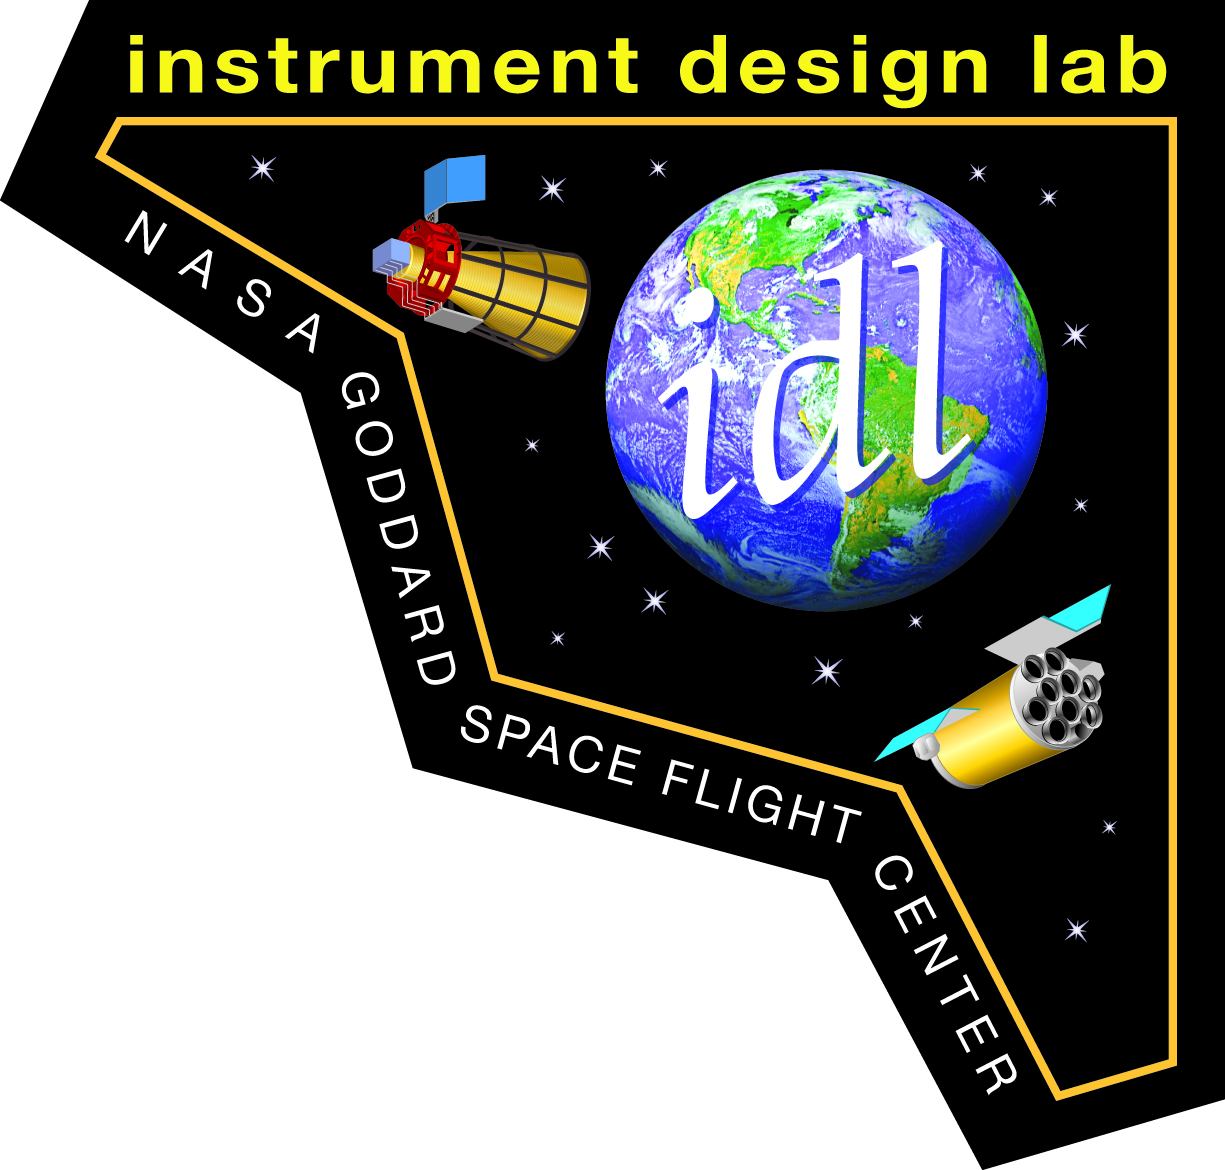 instrument design lab
idl
NASA GODDARD SPACE FLIGHT CENTER